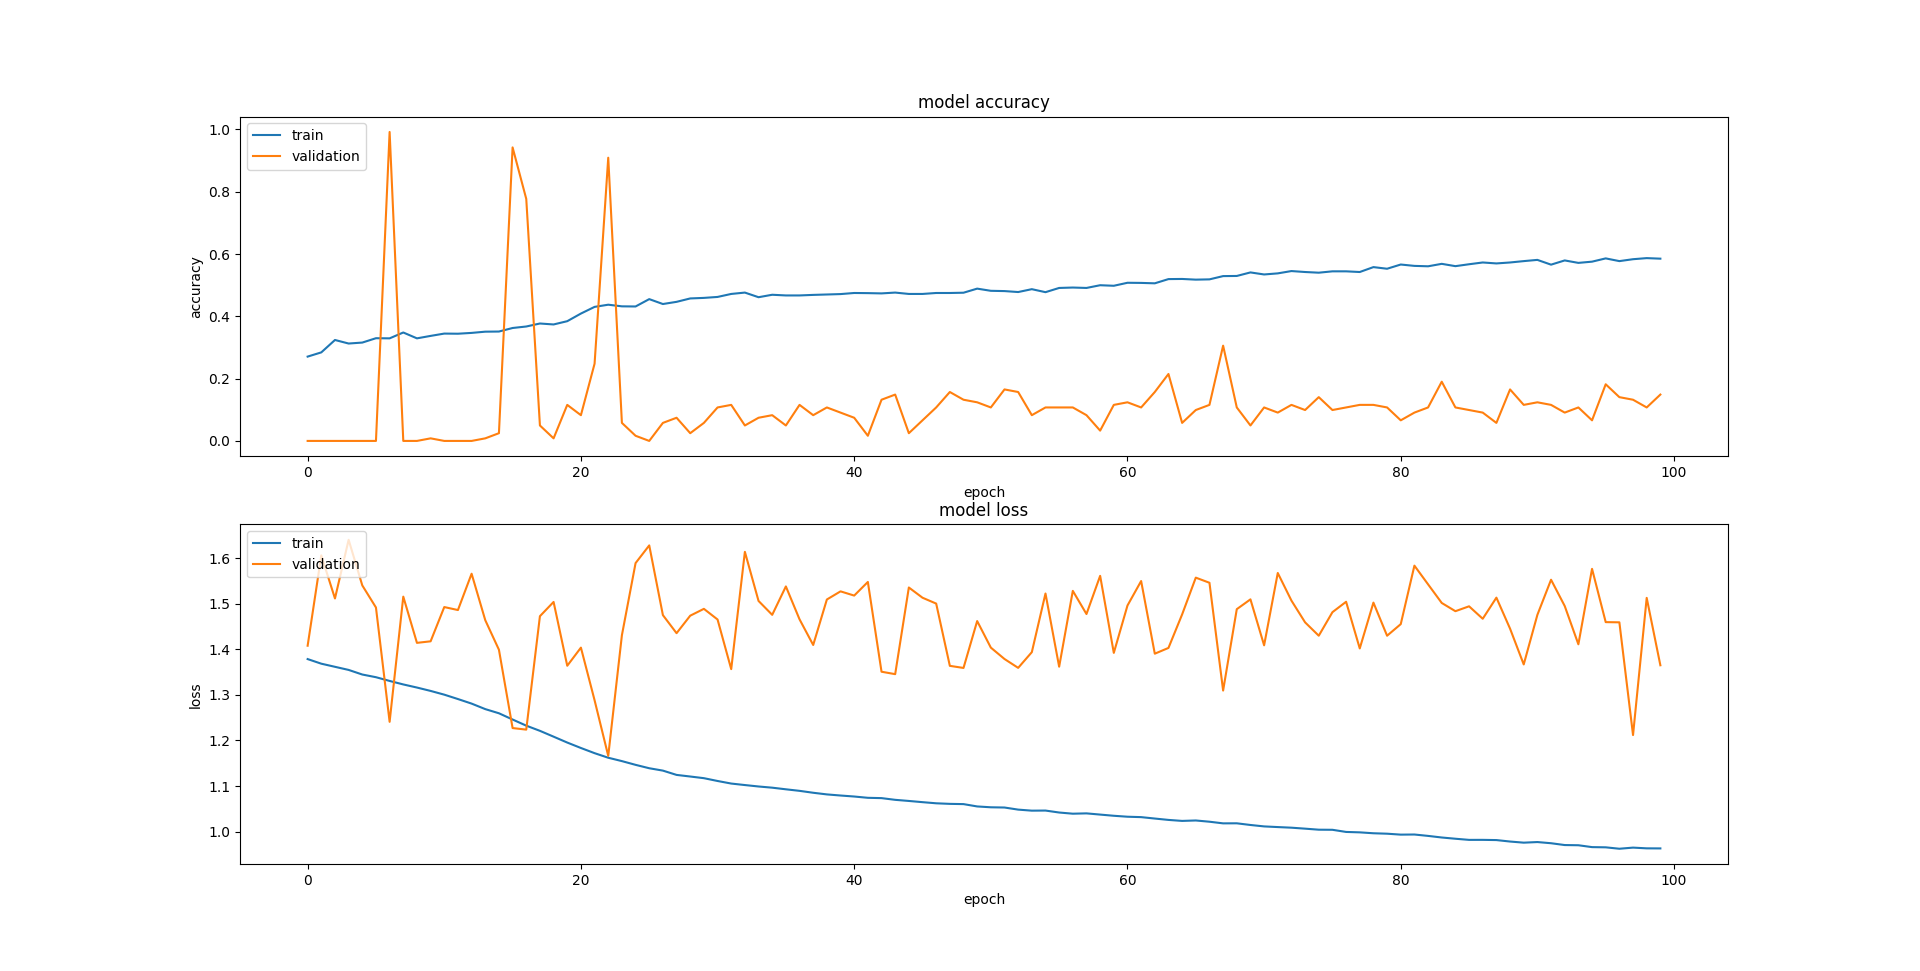 model accuracy
train
validation
1.0
0.8
0.6
0.4
0.2
0.0
accuracy
0 20 40 60 80 100
epoch
model loss
train
validation
1.6
1.5
1.4
1.3
1.2
1.1
1.0
loss
0 20 40 60 80 100
epoch